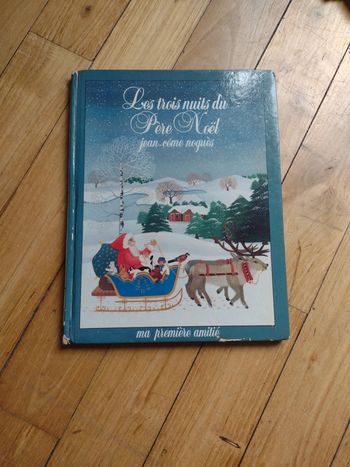 Les trois nuits du
Père Noël
jean-côme noguès
ma première amitié